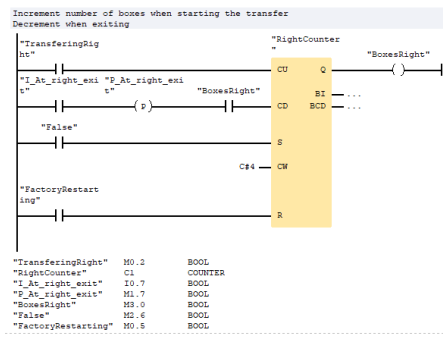 Increment number of boxes when starting the transfer
Decrement when exiting
"TransferingRig
ht"
"RightCounter
"
"BoxesRight"
CU Q
"I_At_right_exi
t"
"P_At_right_exi
t"
"BoxesRight"
BI ...
( P ) CD BCD ...
"False"
S
C#4 CW
"FactoryRestart
ing"
R
"TransferingRight" M0.2 BOOL
"RightCounter" C1 COUNTER
"I_At_right_exit" I0.7 BOOL
"P_At_right_exit" M1.7 BOOL
"BoxesRight" M3.0 BOOL
"False" M2.6 BOOL
"FactoryRestarting" M0.5 BOOL